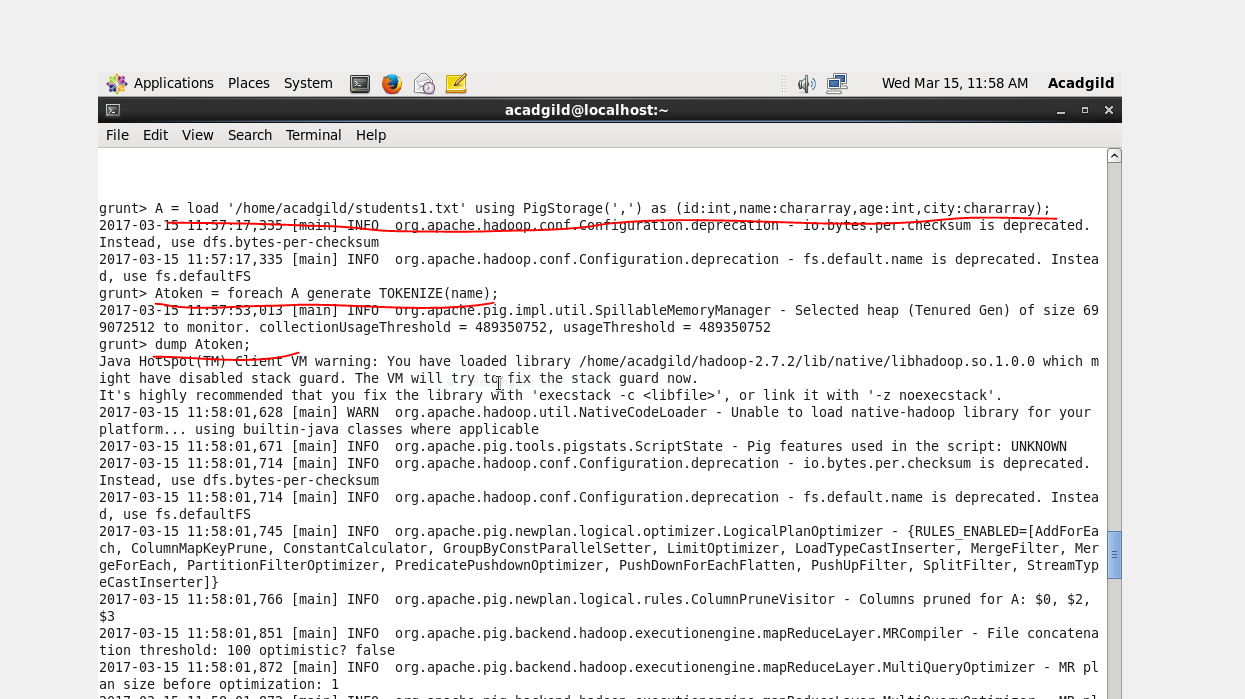 Applications Places System Wed Mar 15, 11:58 AM Acadgild
acadgild@localhost:~
File Edit View Search Terminal Help
grunt> A = load '/home/acadgild/students1.txt' using PigStorage(',') as (id:int,name:chararray,age:int,city:chararray);
2017-03-15 11:57:17,335 [main] INFO  org.apache.hadoop.conf.Configuration.deprecation - io.bytes.per.checksum is deprecated.
Instead, use dfs.bytes-per-checksum
2017-03-15 11:57:17,335 [main] INFO  org.apache.hadoop.conf.Configuration.deprecation - fs.default.name is deprecated. Instea
d, use fs.defaultFS
grunt> Atoken = foreach A generate TOKENIZE(name);
2017-03-15 11:57:53,013 [main] INFO  org.apache.pig.impl.util.SpillableMemoryManager - Selected heap (Tenured Gen) of size 69
9072512 to monitor. collectionUsageThreshold = 489350752, usageThreshold = 489350752
grunt> dump Atoken;
Java HotSpot(TM) Client VM warning: You have loaded library /home/acadgild/hadoop-2.7.2/lib/native/libhadoop.so.1.0.0 which m
ight have disabled stack guard. The VM will try to fix the stack guard now.
It's highly recommended that you fix the library with 'execstack -c <libfile>', or link it with '-z noexecstack'.
2017-03-15 11:58:01,628 [main] WARN  org.apache.hadoop.util.NativeCodeLoader - Unable to load native-hadoop library for your
platform... using builtin-java classes where applicable
2017-03-15 11:58:01,671 [main] INFO  org.apache.pig.tools.pigstats.ScriptState - Pig features used in the script: UNKNOWN
2017-03-15 11:58:01,714 [main] INFO  org.apache.hadoop.conf.Configuration.deprecation - io.bytes.per.checksum is deprecated.
Instead, use dfs.bytes-per-checksum
2017-03-15 11:58:01,714 [main] INFO  org.apache.hadoop.conf.Configuration.deprecation - fs.default.name is deprecated. Instea
d, use fs.defaultFS
2017-03-15 11:58:01,745 [main] INFO  org.apache.pig.newplan.logical.optimizer.LogicalPlanOptimizer - {RULES_ENABLED=[AddForEa
ch, ColumnMapKeyPrune, ConstantCalculator, GroupByConstParallelSetter, LimitOptimizer, LoadTypeCastInserter, MergeFilter, Mer
geForEach, PartitionFilterOptimizer, PredicatePushdownOptimizer, PushDownForEachFlatten, PushUpFilter, SplitFilter, StreamTyp
eCastInserter]}
2017-03-15 11:58:01,766 [main] INFO  org.apache.pig.newplan.logical.rules.ColumnPruneVisitor - Columns pruned for A: $0, $2,
$3
2017-03-15 11:58:01,851 [main] INFO  org.apache.pig.backend.hadoop.executionengine.mapReduceLayer.MRCompiler - File concatena
tion threshold: 100 optimistic? false
2017-03-15 11:58:01,872 [main] INFO  org.apache.pig.backend.hadoop.executionengine.mapReduceLayer.MultiQueryOptimizer - MR pl
an size before optimization: 1